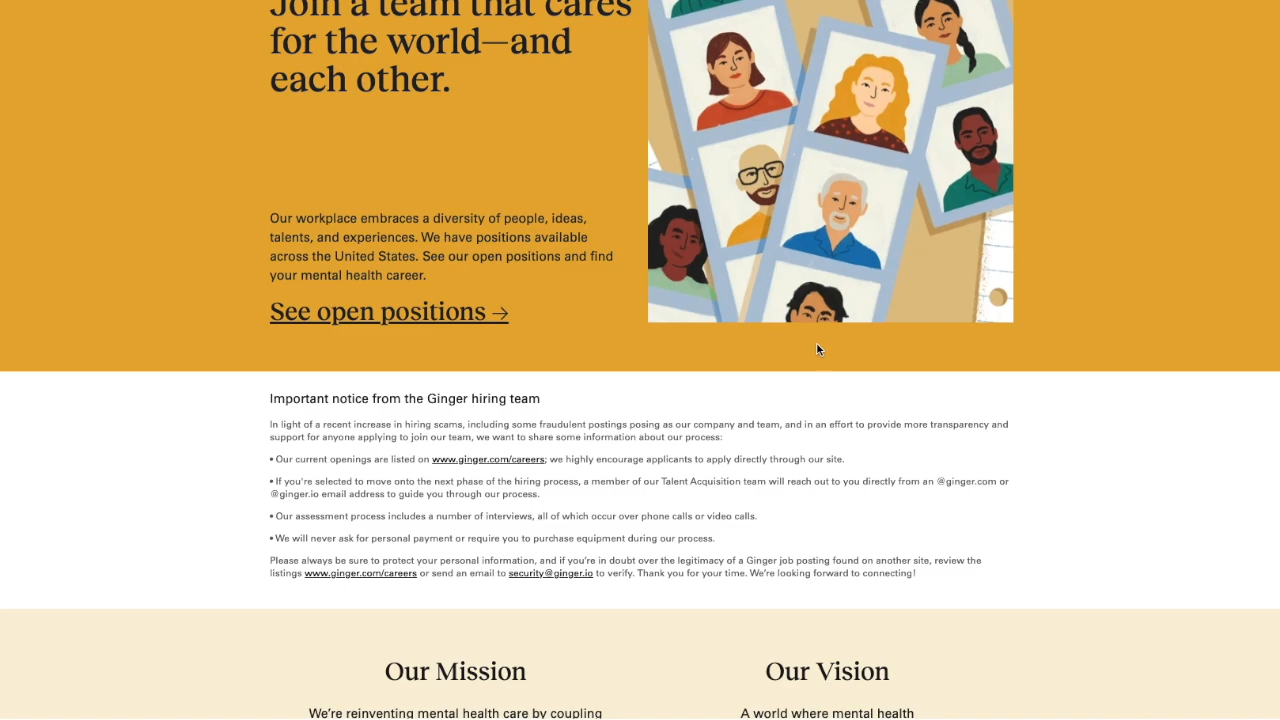 Join a team that cares
for the world—and
each other.
Our workplace embraces a diversity of people, ideas,
talents, and experiences. We have positions available
across the United States. See our open positions and find
your mental health career.
See open positions →
Important notice from the Ginger hiring team
In light of a recent increase in hiring scams, including some fraudulent postings posing as our company and team, and in an effort to provide more transparency and
support for anyone applying to join our team, we want to share some information about our process:
• Our current openings are listed on www.ginger.com/careers; we highly encourage applicants to apply directly through our site.
• If you're selected to move onto the next phase of the hiring process, a member of our Talent Acquisition team will reach out to you directly from an @ginger.com or
@ginger.io email address to guide you through our process.
• Our assessment process includes a number of interviews, all of which occur over phone calls or video calls.
• We will never ask for personal payment or require you to purchase equipment during our process.
Please always be sure to protect your personal information, and if you're in doubt over the legitimacy of a Ginger job posting found on another site, review the
listings www.ginger.com/careers or send an email to security@ginger.io to verify. Thank you for your time. We're looking forward to connecting!
Our Mission
We're reinventing mental health care by coupling
Our Vision
A world where mental health